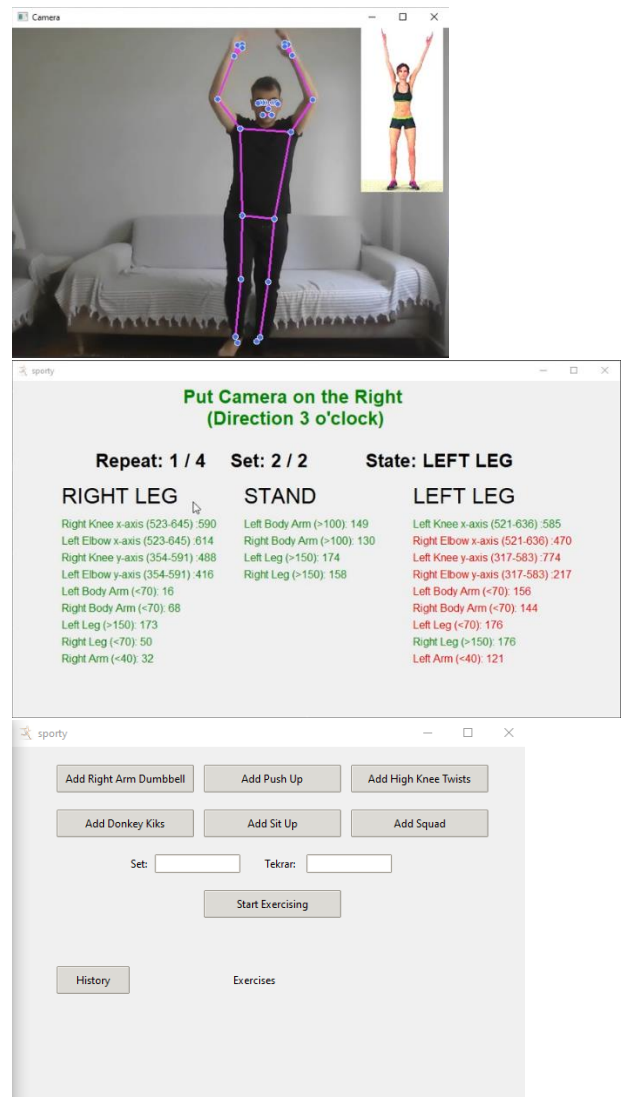 Camera
sporty
Put Camera on the Right
(Direction 3 o'clock)
Repeat: 1 / 4 Set: 2 / 2 State: LEFT LEG
RIGHT LEG
Right Knee x-axis (523-645) :590
Left Elbow x-axis (523-645) :614
Right Knee y-axis (354-591) :488
Left Elbow y-axis (354-591) :416
Left Body Arm (<70): 16
Right Body Arm (<70): 68
Left Leg (>150): 173
Right Leg (<70): 50
Right Arm (<40): 32
STAND
Left Body Arm (>100): 149
Right Body Arm (>100): 130
Left Leg (>150): 174
Right Leg (>150): 158
LEFT LEG
Left Knee x-axis (521-636) :585
Right Elbow x-axis (521-636) :470
Left Knee y-axis (317-583) :774
Right Elbow y-axis (317-583) :217
Left Body Arm (<70): 156
Right Body Arm (<70): 144
Left Leg (<70): 176
Right Leg (>150): 176
Left Arm (<40): 121
sporty
Add Right Arm Dumbbell Add Push Up Add High Knee Twists
Add Donkey Kiks Add Sit Up Add Squad
Set: Tekrar:
Start Exercising
History Exercises